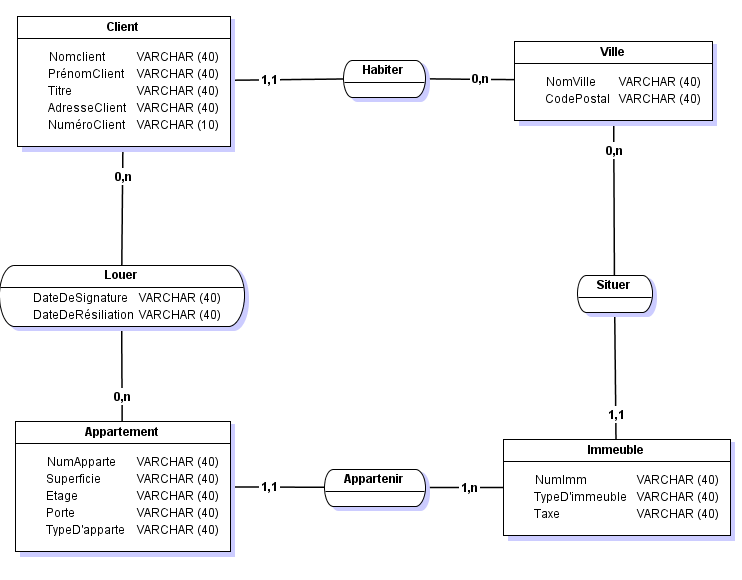 Client
Nomclient VARCHAR (40)
PrénomClient VARCHAR (40)
Titre VARCHAR (40)
AdresseClient VARCHAR (40)
NuméroClient VARCHAR (10)
1,1
Habiter
0,n
Ville
NomVille VARCHAR (40)
CodePostal VARCHAR (40)
0,n
0,n
Louer
DateDeSignature VARCHAR (40)
DateDeRésiliation VARCHAR (40)
Situer
0,n
1,1
Appartement
NumApparte VARCHAR (40)
Superficie VARCHAR (40)
Etage VARCHAR (40)
Porte VARCHAR (40)
TypeD'apparte VARCHAR (40)
1,1
Appartenir
1,n
Immeuble
NumImm VARCHAR (40)
TypeD'immeuble VARCHAR (40)
Taxe VARCHAR (40)